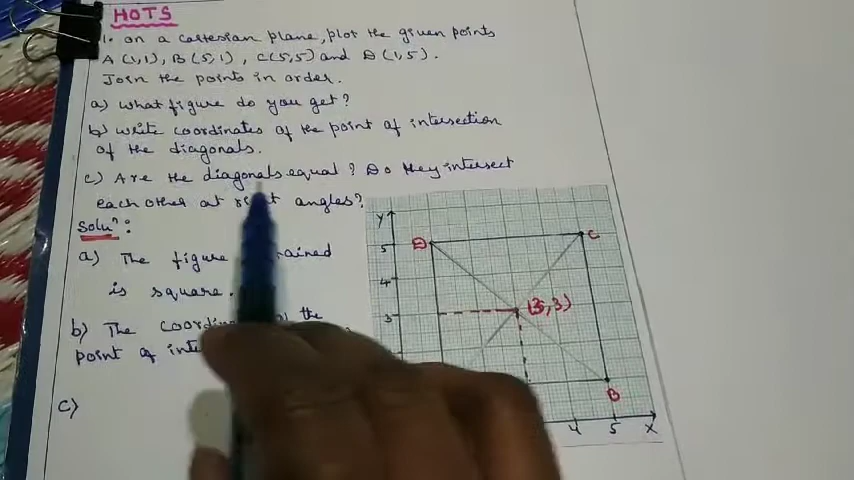 HOTS
1. on a cartesian plane, plot the given points
A (1,1), B (5,1), C(5,5) and D (1,5).
Join the points in order.
a) What figure do you get?
b) write coordinates of the point of intersection
of the diagonals.
c) Are the diagonals equal? Do they intersect
each other at angles?
Soluⁿ:
a) The figure
is square.
b) The the
point of
c)
Y
5
4
3
D
C
(3,3)
B
4 5 X